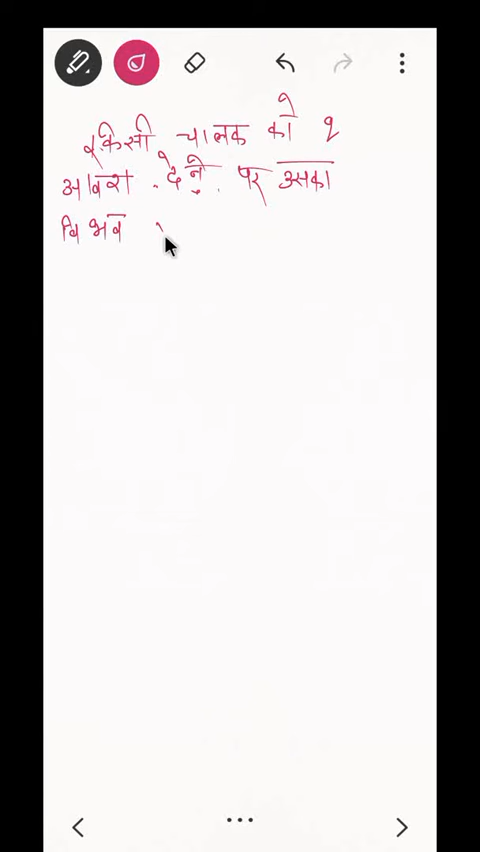 किसी चालक को q
आवेश देने पर उसका
विभव